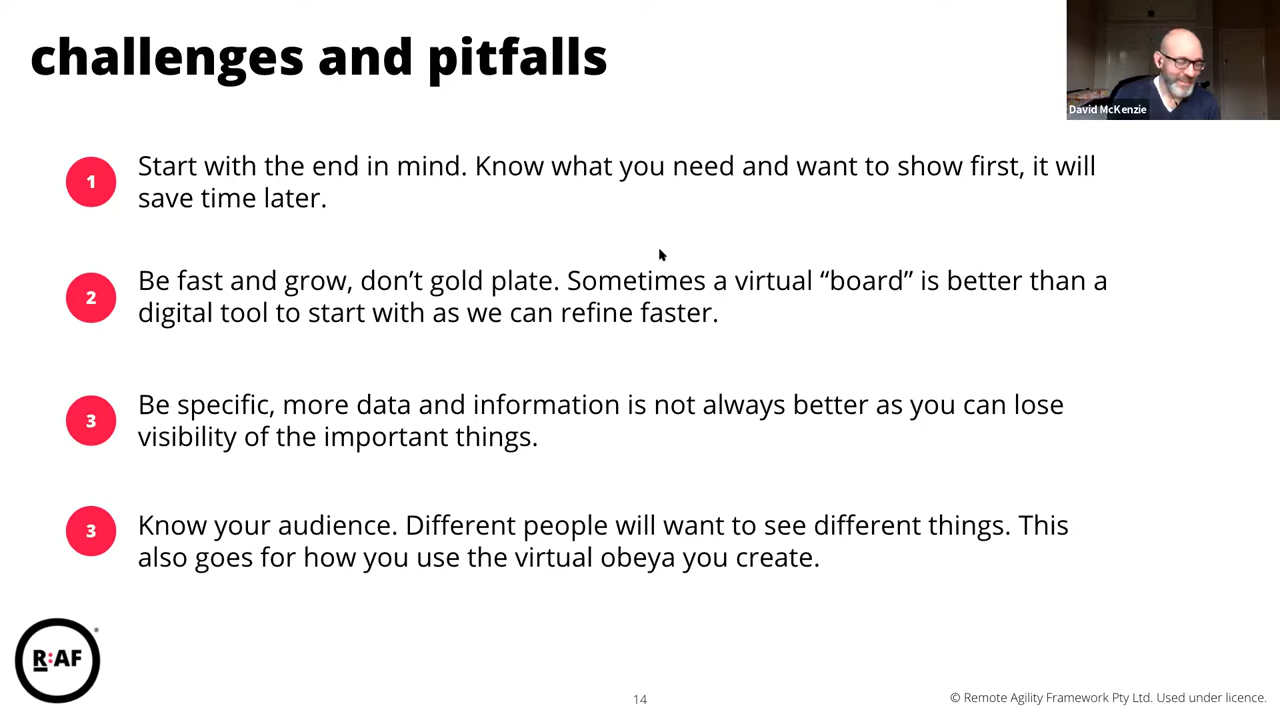 challenges and pitfalls
David McKenzie
1
Start with the end in mind. Know what you need and want to show first, it will
save time later.
2
Be fast and grow, don’t gold plate. Sometimes a virtual “board” is better than a
digital tool to start with as we can refine faster.
3
Be specific, more data and information is not always better as you can lose
visibility of the important things.
3
Know your audience. Different people will want to see different things. This
also goes for how you use the virtual obeya you create.
R:AF
®
14
© Remote Agility Framework Pty Ltd. Used under licence.